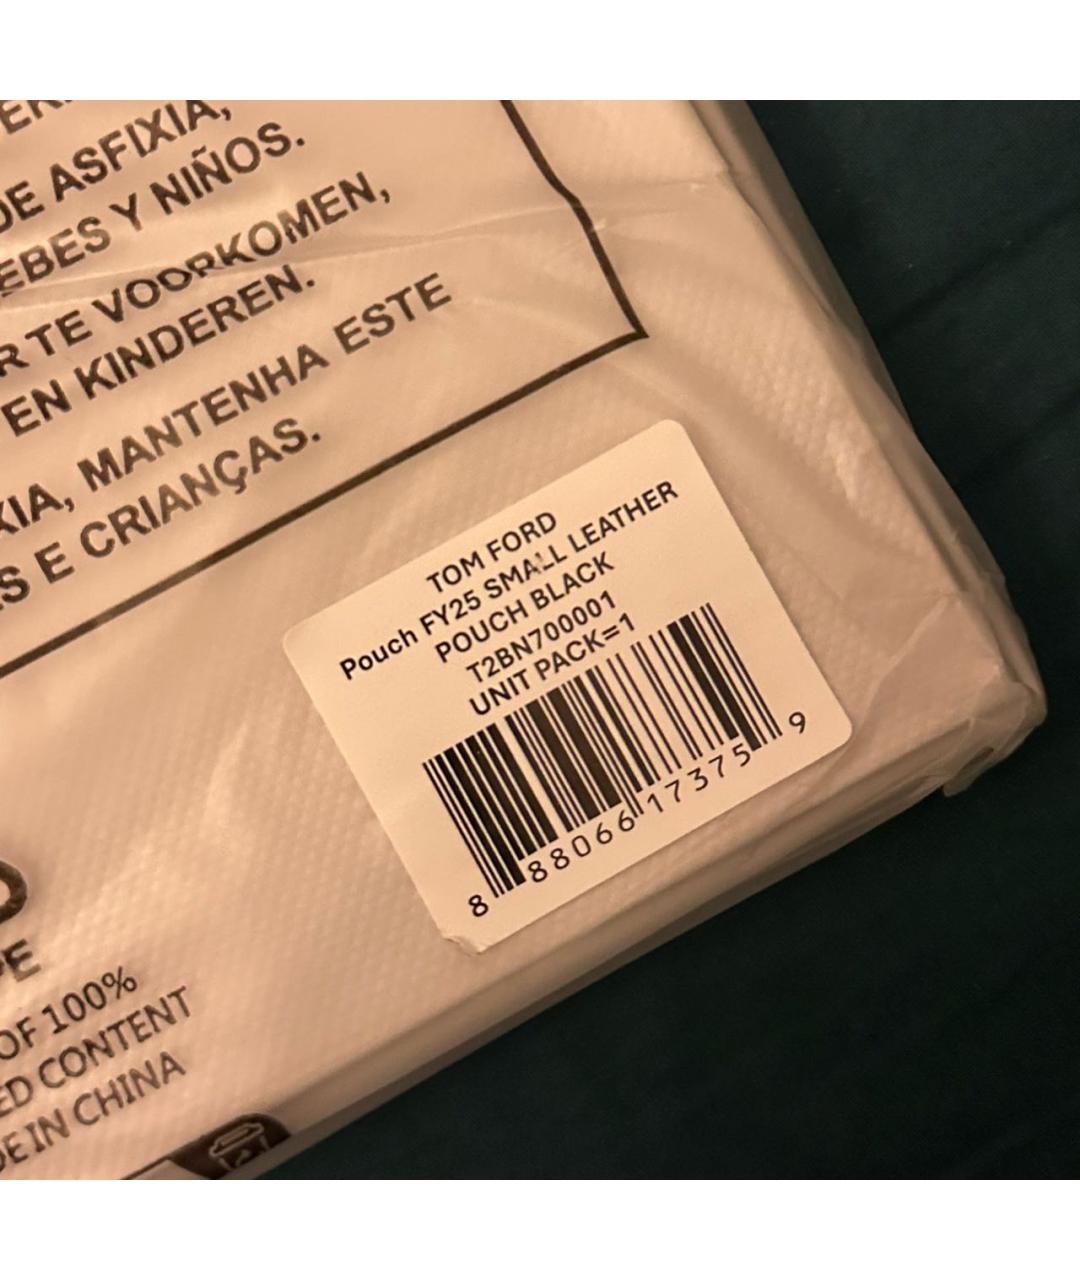 DE ASFIXIA,
EBES Y NIÑOS.
R TE VOORKOMEN,
EN KINDEREN.
XIA, MANTENHA ESTE
S E CRIANÇAS.
TOM FORD
Pouch FY25 SMALL LEATHER
POUCH BLACK
T2BN700001
UNIT PACK=1
8 88066 17375 9
PE
OF 100%
ED CONTENT
DE IN CHINA